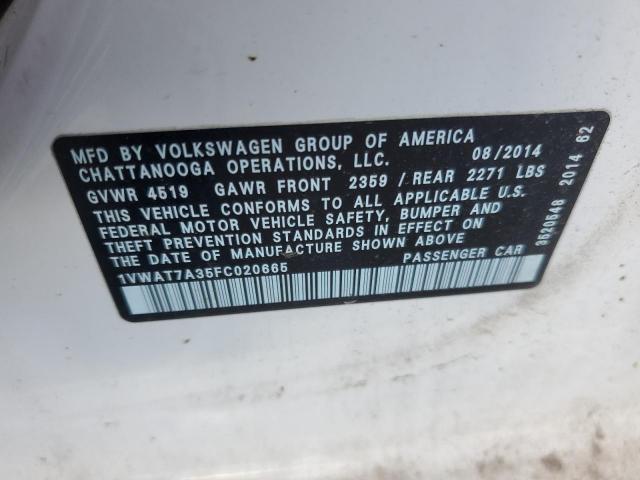 MFD BY VOLKSWAGEN GROUP OF AMERICA
CHATTANOOGA OPERATIONS, LLC. 08/2014
GVWR 4519 GAWR FRONT 2359 / REAR 2271 LBS
THIS VEHICLE CONFORMS TO ALL APPLICABLE U.S.
FEDERAL MOTOR VEHICLE SAFETY, BUMPER AND
THEFT PREVENTION STANDARDS IN EFFECT ON
THE DATE OF MANUFACTURE SHOWN ABOVE
1VWAT7A35FC020665 PASSENGER CAR
3520548 2014 62